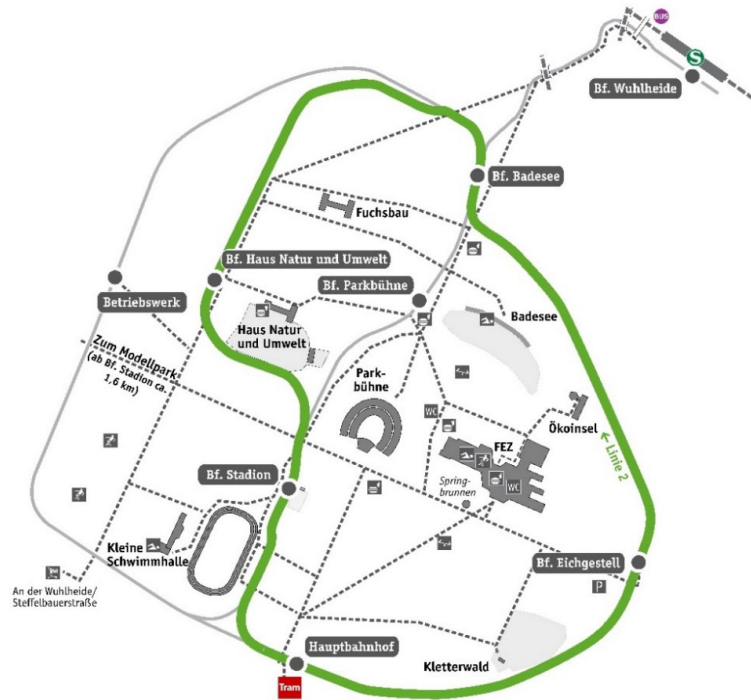 BUS
S
Bf. Wuhlheide
Bf. Badesee
Fuchsbau
Bf. Haus Natur und Umwelt
Bf. Parkbühne
Betriebswerk
Badesee
Haus Natur
und Umwelt
Zum Modellpark
(ab Bf. Stadion ca.
1,6 km)
Park-
bühne
WC
Ökoinsel
FEZ
← Linie 2
Bf. Stadion
WC
Spring-
brunnen
Kleine
Schwimmhalle
Bf. Eichgestell
An der Wuhlheide/
Steffelbauerstraße
P
Hauptbahnhof
Kletterwald
Tram